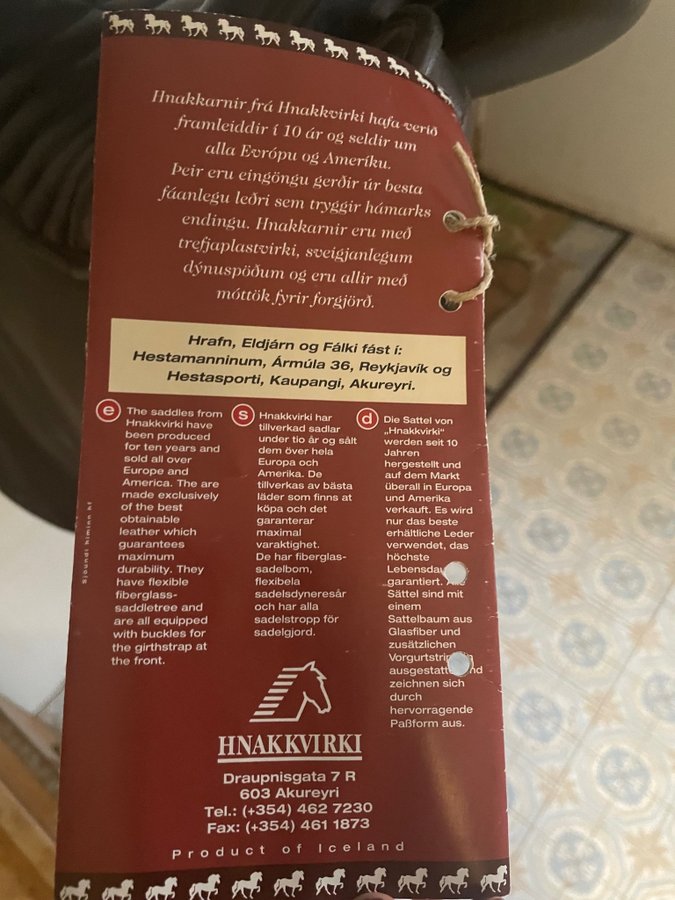 Hnakkarnir frá Hnakkvirki hafa verið
framleiddir í 10 ár og seldir um
alla Evrópu og Ameríku.
Þeir eru eingöngu gerðir úr besta
fáanlegu leðri sem tryggir hámarks
endingu. Hnakkarnir eru með
trefjaplastvirki, sveigjanlegum
dýnuspöðum og eru allir með
móttök fyrir forgjörð.
Hrafn, Eldjárn og Fálki fást í:
Hestamanninum, Ármúla 36, Reykjavík og
Hestasporti, Kaupangi, Akureyri.
e The saddles from
Hnakkvirki have
been produced
for ten years and
sold all over
Europe and
America. The are
made exclusively
of the best
obtainable
leather which
guarantees
maximum
durability. They
have flexible
fiberglass-
saddletree and
are all equipped
with buckles for
the girthstrap at
the front.
s Hnakkvirki har
tillverkad sadlar
under tio år og sålt
dem över hela
Europa och
Amerika. De
tillverkas av bästa
läder som finns at
köpa och det
garanterar
maximal
varaktighet.
De har fiberglas-
sadelbom,
flexibela
sadelsdyneresår
och har alla
sadelstropp för
sadelgjord.
d Die Sattel von
„Hnakkvirki"
werden seit 10
Jahren
hergestellt und
auf dem Markt
überall in Europa
und Amerika
verkauft. Es wird
nur das beste
erhältliche Leder
verwendet, das
höchste
garantiert.
Sättel sind mit
einem
Sattelbaum aus
Glasfiber und
zusätzlichen
zeichnen sich
durch
hervorragende
Paßform aus.
HNAKKVIRKI
Draupnisgata 7 R
603 Akureyri
Tel.: (+354) 462 7230
Fax: (+354) 461 1873
Product of Iceland